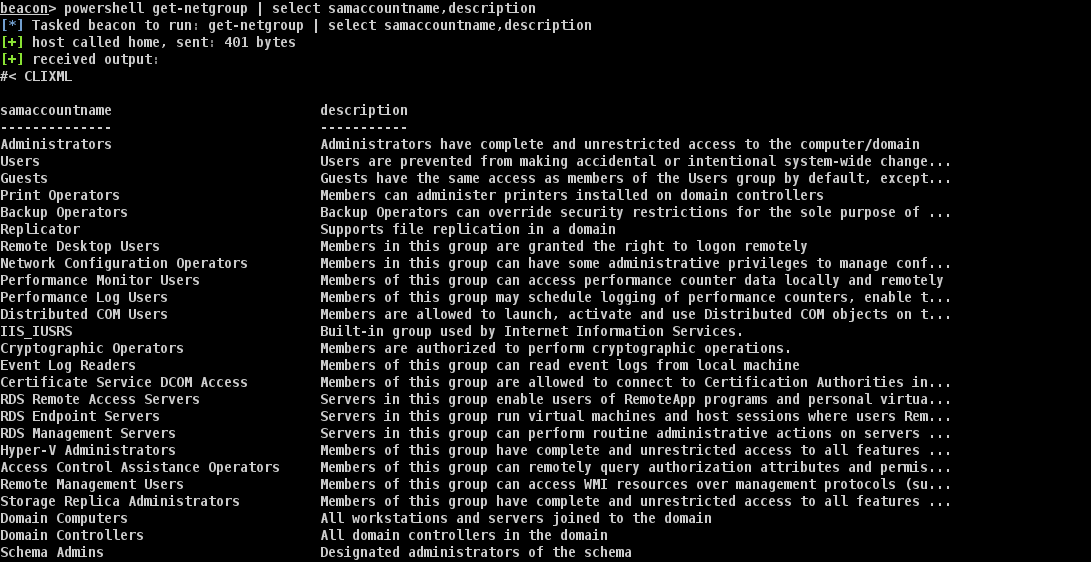 beacon> powershell get-netgroup | select samaccountname,description
[*] Tasked beacon to run: get-netgroup | select samaccountname,description
[+] host called home, sent: 401 bytes
[+] received output:
#< CLIXML
samaccountname description
-------------- -----------
Administrators Administrators have complete and unrestricted access to the computer/domain
Users Users are prevented from making accidental or intentional system-wide change...
Guests Guests have the same access as members of the Users group by default, except...
Print Operators Members can administer printers installed on domain controllers
Backup Operators Backup Operators can override security restrictions for the sole purpose of ...
Replicator Supports file replication in a domain
Remote Desktop Users Members in this group are granted the right to logon remotely
Network Configuration Operators Members in this group can have some administrative privileges to manage conf...
Performance Monitor Users Members of this group can access performance counter data locally and remotely
Performance Log Users Members of this group may schedule logging of performance counters, enable t...
Distributed COM Users Members are allowed to launch, activate and use Distributed COM objects on t...
IIS_IUSRS Built-in group used by Internet Information Services.
Cryptographic Operators Members are authorized to perform cryptographic operations.
Event Log Readers Members of this group can read event logs from local machine
Certificate Service DCOM Access Members of this group are allowed to connect to Certification Authorities in...
RDS Remote Access Servers Servers in this group enable users of RemoteApp programs and personal virtua...
RDS Endpoint Servers Servers in this group run virtual machines and host sessions where users Rem...
RDS Management Servers Servers in this group can perform routine administrative actions on servers ...
Hyper-V Administrators Members of this group have complete and unrestricted access to all features ...
Access Control Assistance Operators Members of this group can remotely query authorization attributes and permis...
Remote Management Users Members of this group can access WMI resources over management protocols (su...
Storage Replica Administrators Members of this group have complete and unrestricted access to all features ...
Domain Computers All workstations and servers joined to the domain
Domain Controllers All domain controllers in the domain
Schema Admins Designated administrators of the schema